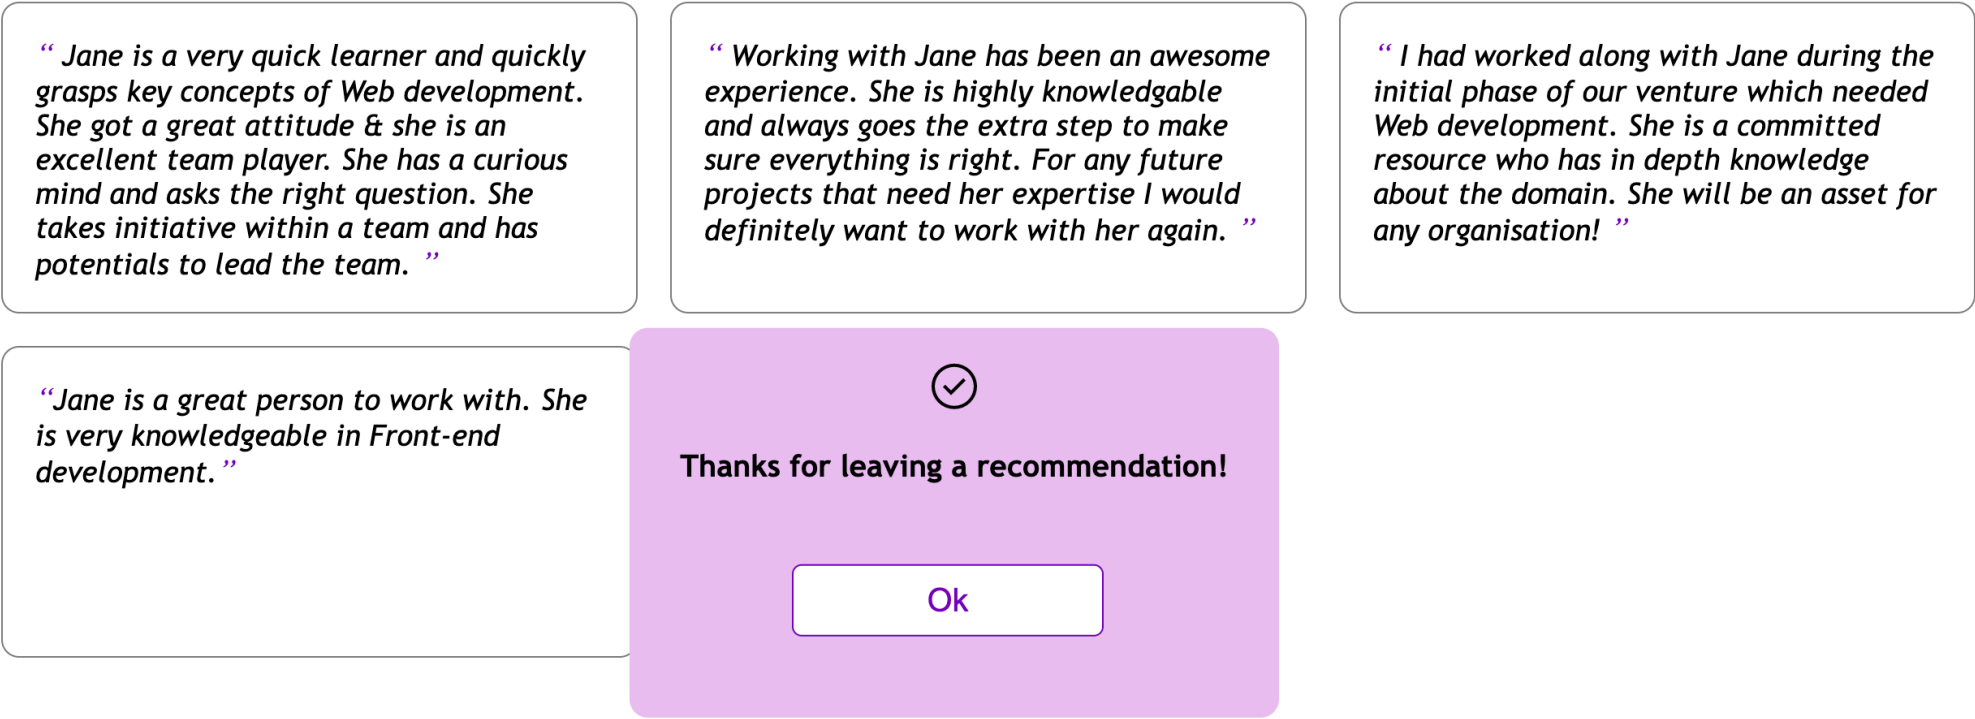 “ Jane is a very quick learner and quickly
grasps key concepts of Web development.
She got a great attitude & she is an
excellent team player. She has a curious
mind and asks the right question. She
takes initiative within a team and has
potentials to lead the team. ”
“ Working with Jane has been an awesome
experience. She is highly knowledgable
and always goes the extra step to make
sure everything is right. For any future
projects that need her expertise I would
definitely want to work with her again. ”
“ I had worked along with Jane during the
initial phase of our venture which needed
Web development. She is a committed
resource who has in depth knowledge
about the domain. She will be an asset for
any organisation! ”
“Jane is a great person to work with. She
is very knowledgeable in Front-end
development.”
Thanks for leaving a recommendation!
Ok